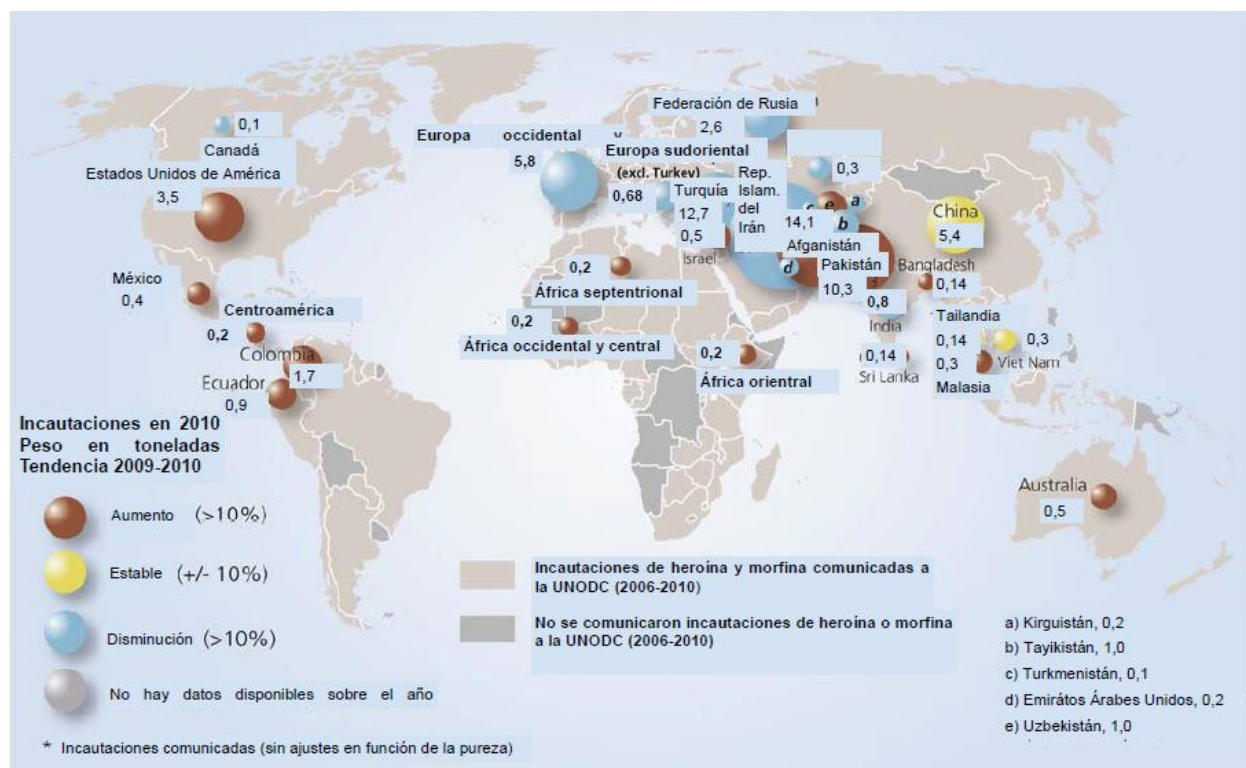 Federación de Rusia
2,6
0,1
Canadá
Estados Unidos de América
3,5
Europa occidental y
5,8
Europa sudoriental
(excl. Turkey)
0,68
0,3
Turquía
12,7
Rep.
Islam.
del
Irán
14,1
0,5
Israel
c
e
a
b
d
Afganistán
Pakistán
10,3
China
5,4
Bangladesh
0,14
0,8
India
0,14
Sri Lanka
Tailandia
0,14
0,3
0,3
Viet Nam
Malasia
México
0,4
Centroamérica
0,2
Colombia
1,7
Ecuador
0,9
0,2
África septentrional
0,2
África occidental y central
0,2
África orientral
Australia
0,5
Incautaciones en 2010
Peso en toneladas
Tendencia 2009-2010
Aumento (>10%)
Estable (+/- 10%)
Disminución (>10%)
No hay datos disponibles sobre el año
Incautaciones de heroína y morfina comunicadas a
la UNODC (2006-2010)
No se comunicaron incautaciones de heroína o morfina
a la UNODC (2006-2010)
a) Kirguistán, 0,2
b) Tayikistán, 1,0
c) Turkmenistán, 0,1
d) Emirátos Árabes Unidos, 0,2
e) Uzbekistán, 1,0
* Incautaciones comunicadas (sin ajustes en función de la pureza)